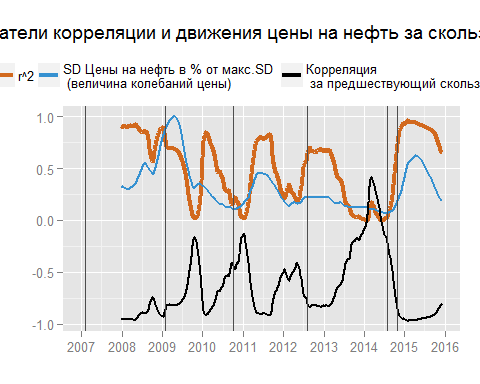 атели корреляции и движения цены на нефть за сколь
r^2
SD Цены на нефть в % от макс.SD
(величина колебаний цены)
Корреляция
за предшествующий скольз
1.0
0.5
0.0
-0.5
-1.0
2007 2008 2009 2010 2011 2012 2013 2014 2015 2016